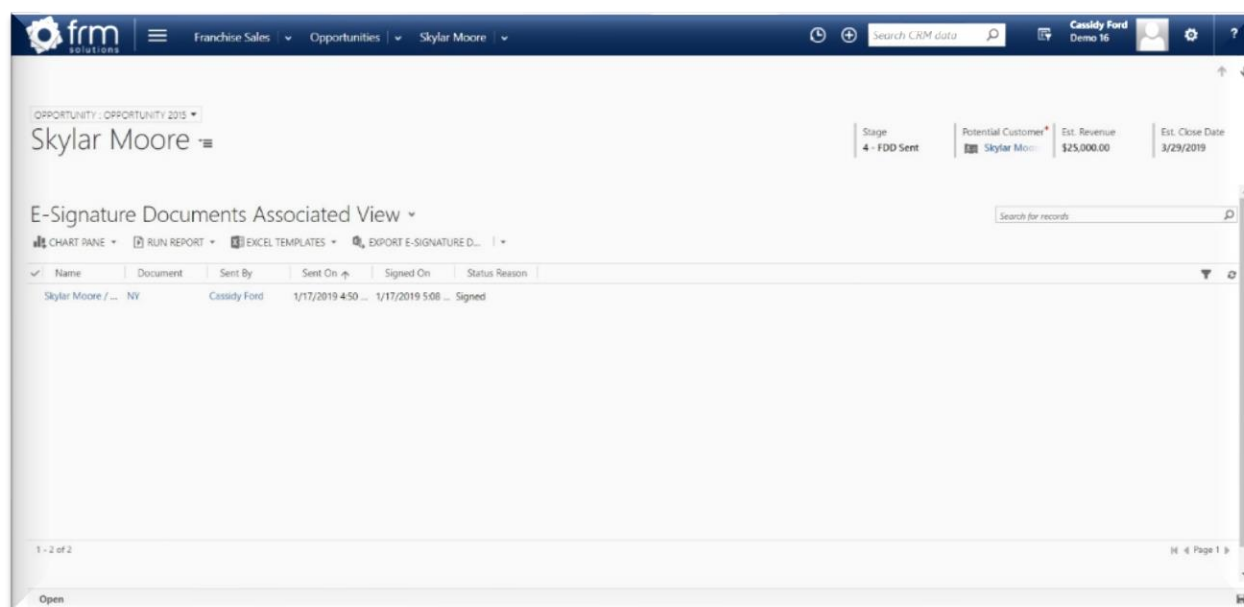 frm
solutions
Franchise Sales Opportunities Skylar Moore
Search CRM data
Cassidy Ford
Demo 16
?
OPPORTUNITY : OPPORTUNITY 2015
Skylar Moore
Stage
4 - FDD Sent
Potential Customer*
Skylar Moo
Est. Revenue
$25,000.00
Est. Close Date
3/29/2019
E-Signature Documents Associated View
Search for records
CHART PANE RUN REPORT EXCEL TEMPLATES EXPORT E-SIGNATURE D...
Name Document Sent By Sent On Signed On Status Reason
Skylar Moore / ... NY Cassidy Ford 1/17/2019 4:50 ... 1/17/2019 5:08 ... Signed
1 - 2 of 2
Page 1
Open